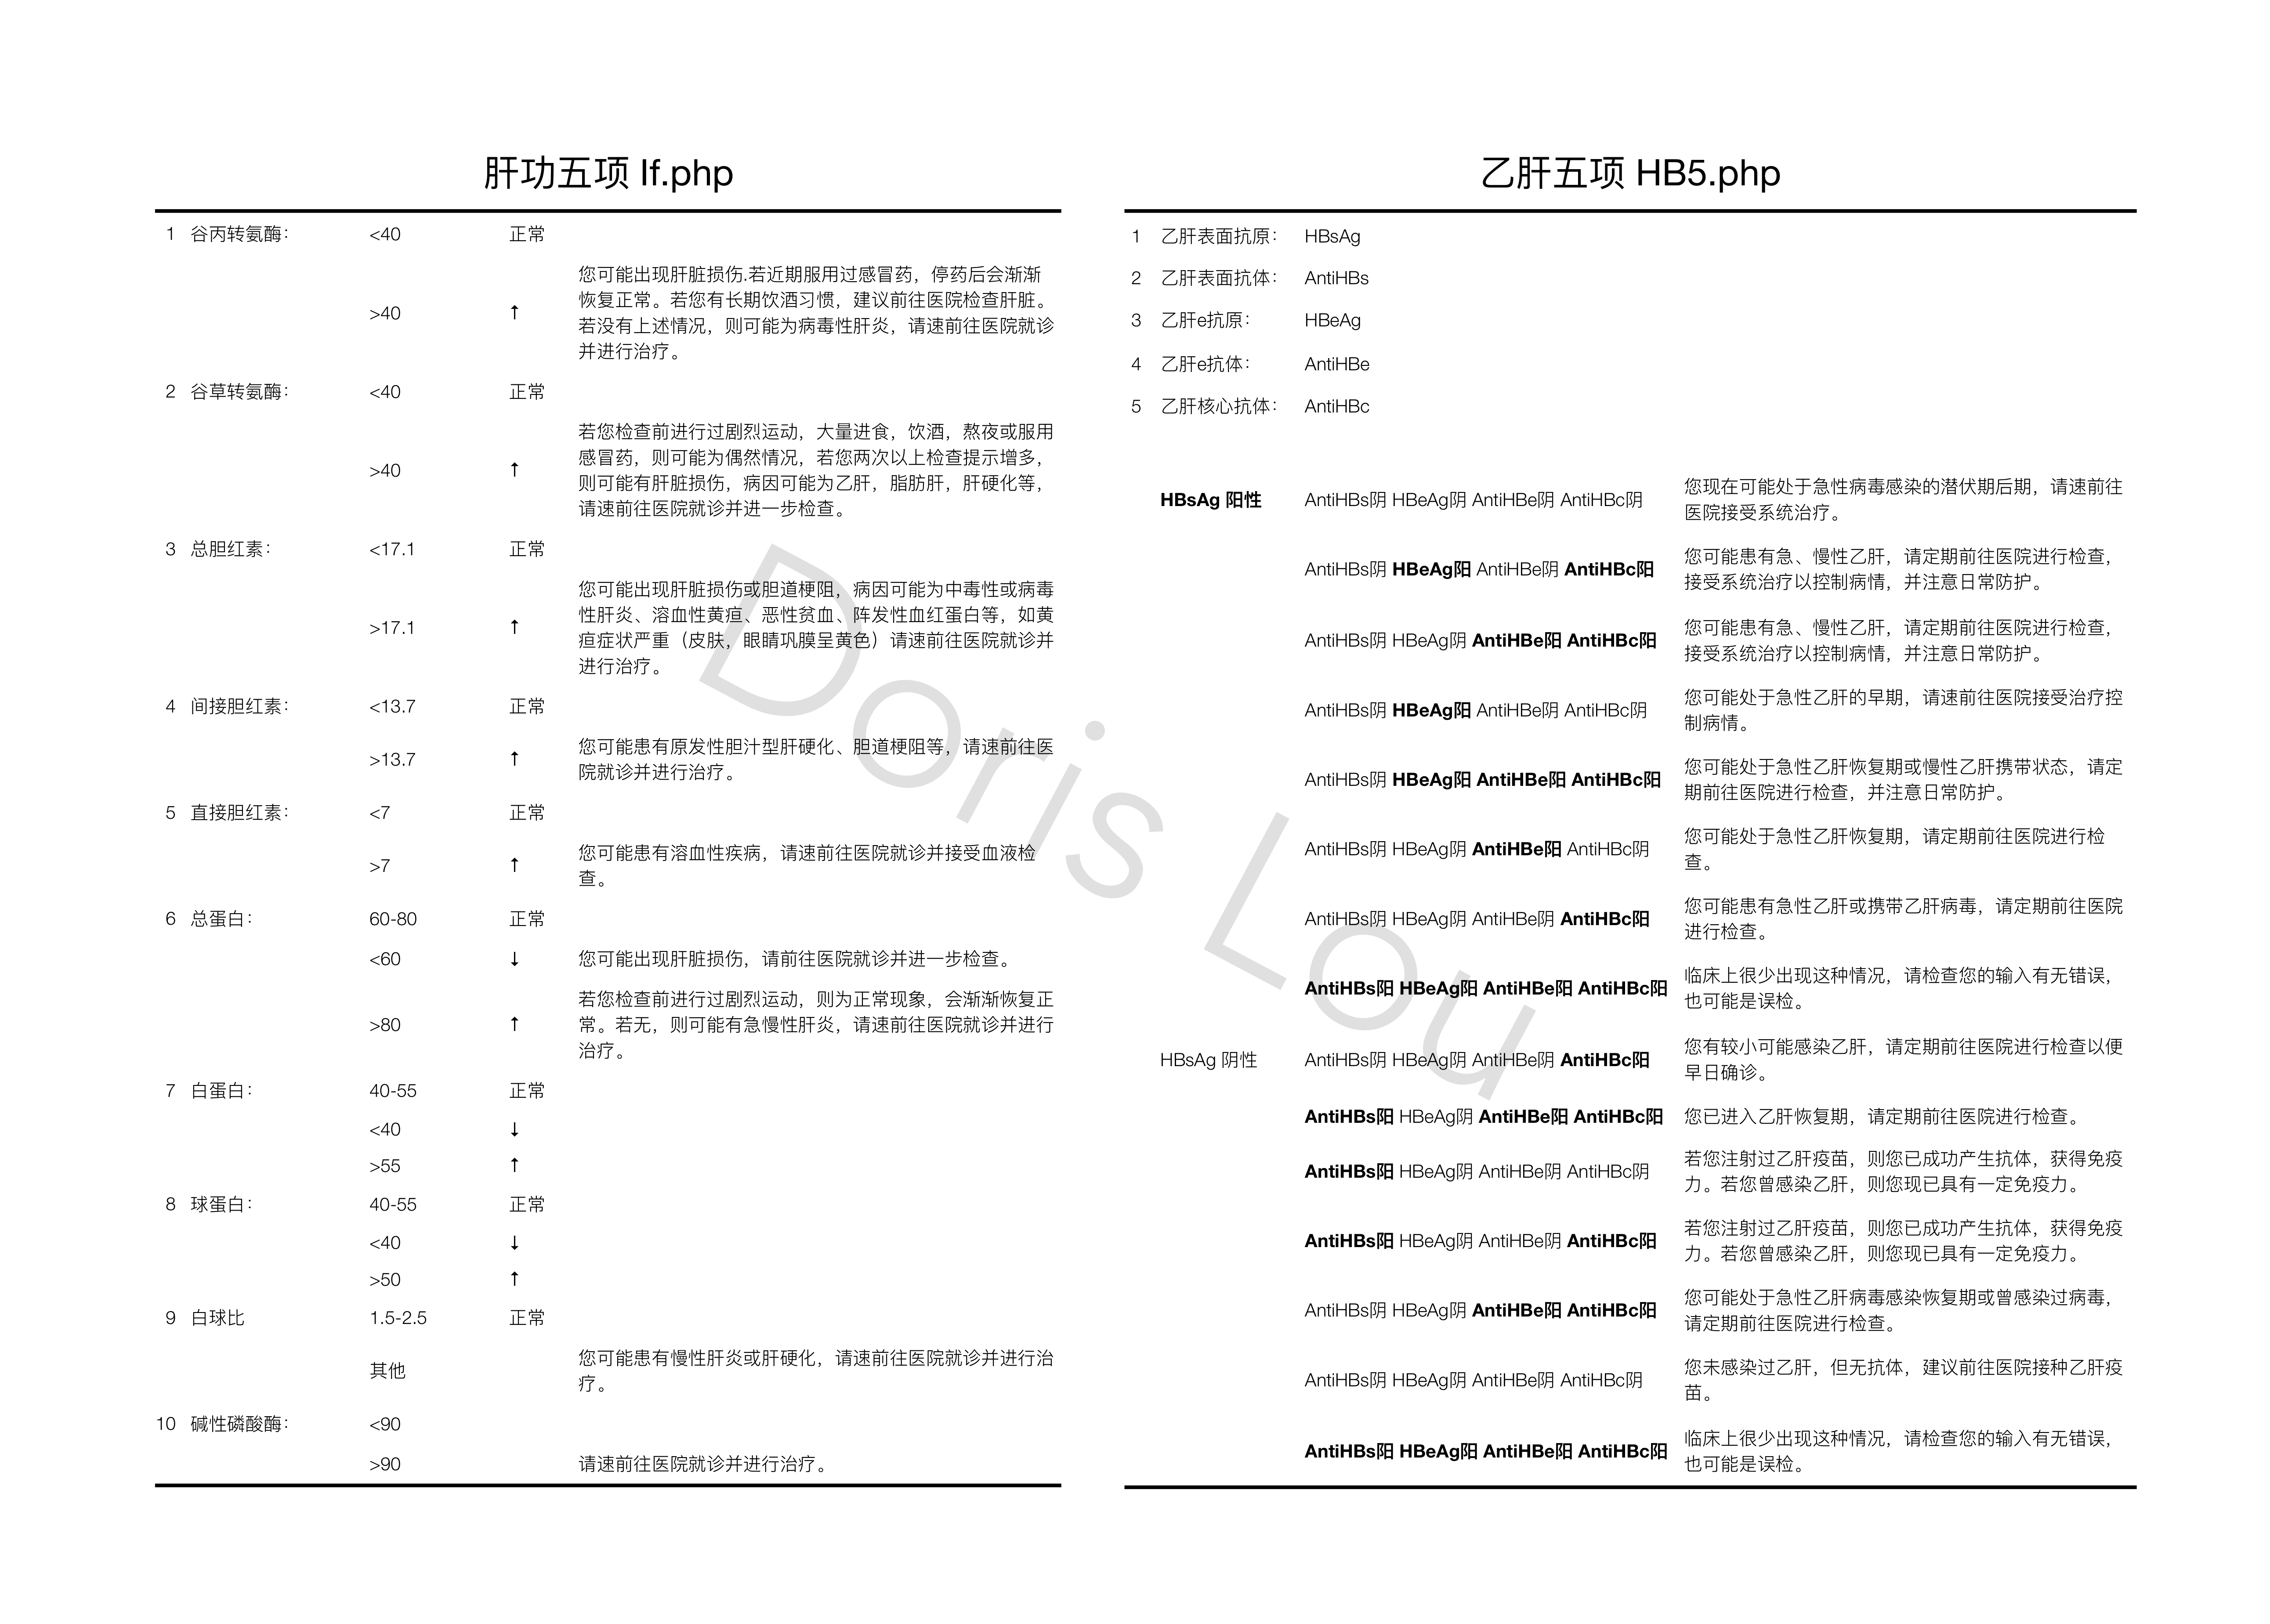 肝功五项 lf.php
1 谷丙转氨酶： <40 正常
>40 ↑ 您可能出现肝脏损伤.若近期服用过感冒药，停药后会渐渐
恢复正常。若您有长期饮酒习惯，建议前往医院检查肝脏。
若没有上述情况，则可能为病毒性肝炎，请速前往医院就诊
并进行治疗。
2 谷草转氨酶： <40 正常
>40 ↑ 若您检查前进行过剧烈运动，大量进食，饮酒，熬夜或服用
感冒药，则可能为偶然情况，若您两次以上检查提示增多，
则可能有肝脏损伤，病因可能为乙肝，脂肪肝，肝硬化等，
请速前往医院就诊并进一步检查。
3 总胆红素： <17.1 正常
>17.1 ↑ 您可能出现肝脏损伤或胆道梗阻，病因可能为中毒性或病毒
性肝炎、溶血性黄疸、恶性贫血、阵发性血红蛋白等，如黄
疸症状严重（皮肤，眼睛巩膜呈黄色）请速前往医院就诊并
进行治疗。
4 间接胆红素： <13.7 正常
>13.7 ↑ 您可能患有原发性胆汁型肝硬化、胆道梗阻等，请速前往医
院就诊并进行治疗。
5 直接胆红素： <7 正常
>7 ↑ 您可能患有溶血性疾病，请速前往医院就诊并接受血液检
查。
6 总蛋白： 60-80 正常
<60 ↓ 您可能出现肝脏损伤，请前往医院就诊并进一步检查。
>80 ↑ 若您检查前进行过剧烈运动，则为正常现象，会渐渐恢复正
常。若无，则可能有急慢性肝炎，请速前往医院就诊并进行
治疗。
7 白蛋白： 40-55 正常
<40 ↓
>55 ↑
8 球蛋白： 40-55 正常
<40 ↓
>50 ↑
9 白球比 1.5-2.5 正常
其他 您可能患有慢性肝炎或肝硬化，请速前往医院就诊并进行治
疗。
10 碱性磷酸酶： <90
>90 请速前往医院就诊并进行治疗。
乙肝五项 HB5.php
1 乙肝表面抗原： HBsAg
2 乙肝表面抗体： AntiHBs
3 乙肝e抗原： HBeAg
4 乙肝e抗体： AntiHBe
5 乙肝核心抗体： AntiHBc
HBsAg 阳性 AntiHBs阴 HBeAg阴 AntiHBe阴 AntiHBc阴 您现在可能处于急性病毒感染的潜伏期后期，请速前往
医院接受系统治疗。
AntiHBs阴 HBeAg阳 AntiHBe阴 AntiHBc阳 您可能患有急、慢性乙肝，请定期前往医院进行检查，
接受系统治疗以控制病情，并注意日常防护。
AntiHBs阴 HBeAg阴 AntiHBe阳 AntiHBc阳 您可能患有急、慢性乙肝，请定期前往医院进行检查，
接受系统治疗以控制病情，并注意日常防护。
AntiHBs阴 HBeAg阳 AntiHBe阴 AntiHBc阴 您可能处于急性乙肝的早期，请速前往医院接受治疗控
制病情。
AntiHBs阴 HBeAg阳 AntiHBe阳 AntiHBc阳 您可能处于急性乙肝恢复期或慢性乙肝携带状态，请定
期前往医院进行检查，并注意日常防护。
AntiHBs阴 HBeAg阴 AntiHBe阳 AntiHBc阴 您可能处于急性乙肝恢复期，请定期前往医院进行检
查。
AntiHBs阴 HBeAg阴 AntiHBe阴 AntiHBc阳 您可能患有急性乙肝或携带乙肝病毒，请定期前往医院
进行检查。
AntiHBs阳 HBeAg阳 AntiHBe阳 AntiHBc阳 临床上很少出现这种情况，请检查您的输入有无错误，
也可能是误检。
HBsAg 阴性 AntiHBs阴 HBeAg阴 AntiHBe阴 AntiHBc阳 您有较小可能感染乙肝，请定期前往医院进行检查以便
早日确诊。
AntiHBs阳 HBeAg阴 AntiHBe阳 AntiHBc阳 您已进入乙肝恢复期，请定期前往医院进行检查。
AntiHBs阳 HBeAg阴 AntiHBe阴 AntiHBc阴 若您注射过乙肝疫苗，则您已成功产生抗体，获得免疫
力。若您曾感染乙肝，则您现已具有一定免疫力。
AntiHBs阳 HBeAg阴 AntiHBe阴 AntiHBc阳 若您注射过乙肝疫苗，则您已成功产生抗体，获得免疫
力。若您曾感染乙肝，则您现已具有一定免疫力。
AntiHBs阴 HBeAg阴 AntiHBe阳 AntiHBc阳 您可能处于急性乙肝病毒感染恢复期或曾感染过病毒，
请定期前往医院进行检查。
AntiHBs阴 HBeAg阴 AntiHBe阴 AntiHBc阴 您未感染过乙肝，但无抗体，建议前往医院接种乙肝疫
苗。
AntiHBs阳 HBeAg阳 AntiHBe阳 AntiHBc阳 临床上很少出现这种情况，请检查您的输入有无错误，
也可能是误检。
Doris Lou